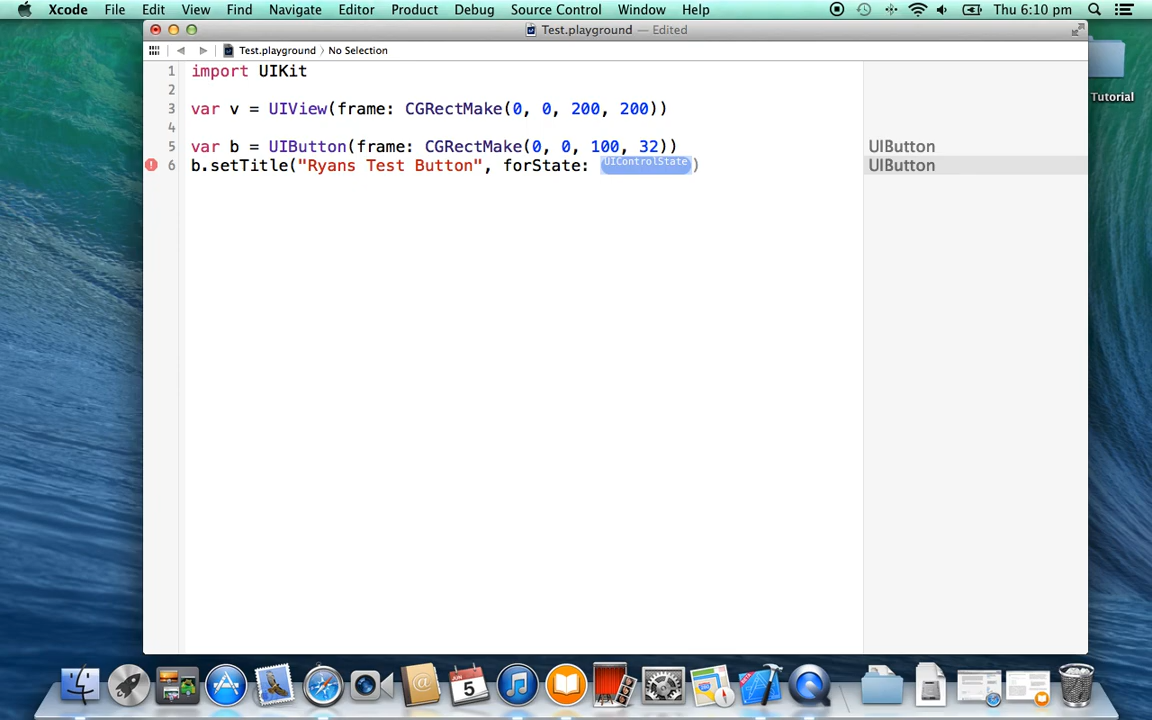 Xcode File Edit View Find Navigate Editor Product Debug Source Control Window Help Thu 6:10 pm
Test.playground — Edited
Test.playground 〉 No Selection
Tutorial
1 import UIKit
2
3 var v = UIView(frame: CGRectMake(0, 0, 200, 200))
4
5 var b = UIButton(frame: CGRectMake(0, 0, 100, 32)) UIButton
6 b.setTitle("Ryans Test Button", forState: UIControlState) UIButton
JUN
5